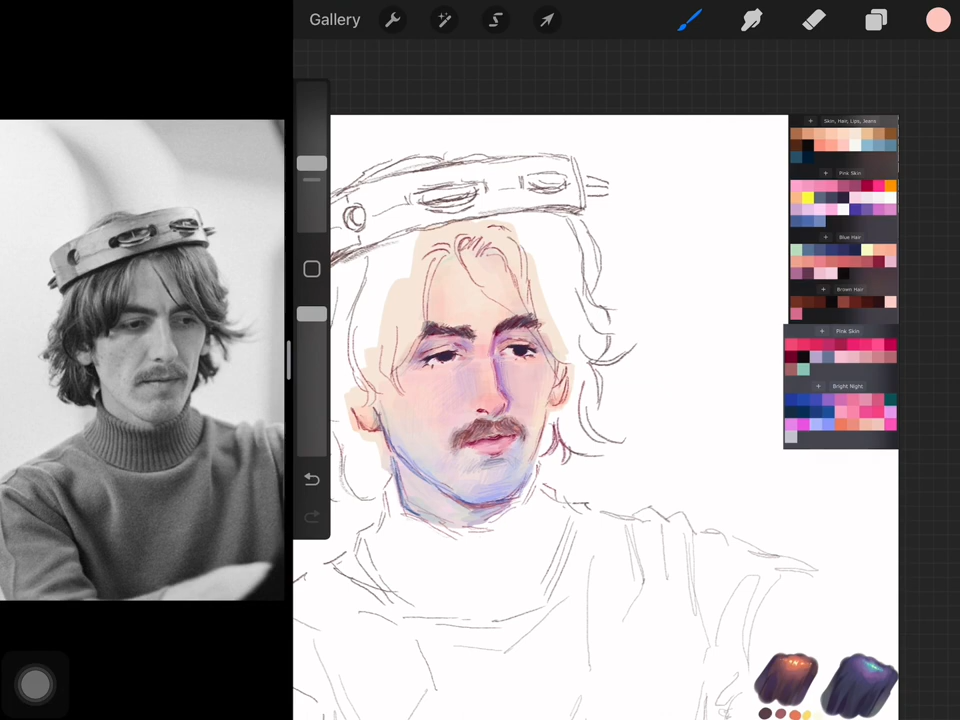 Gallery
Skin, Hair, Lips, Jeans
Pink Skin
Blue Hair
Brown Hair
Pink Skin
Bright Night